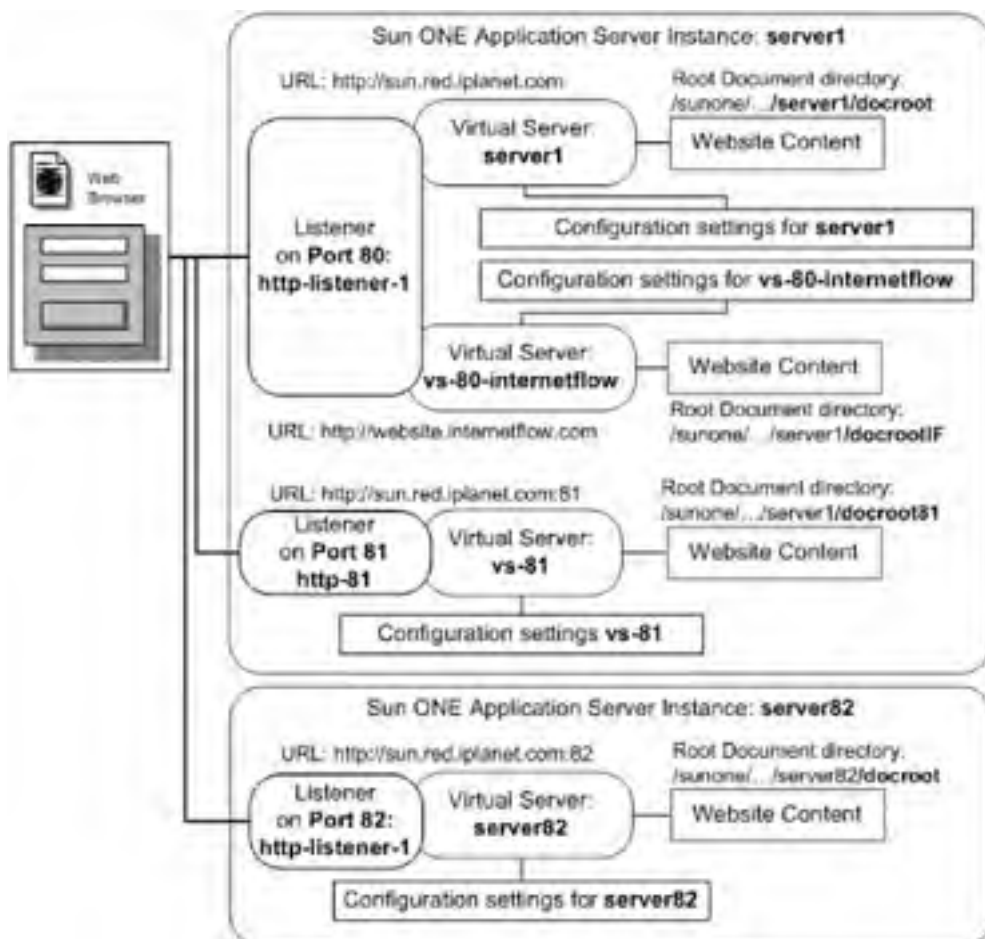 Sun ONE Application Server Instance: server1
URL: http://sun.red.iplanet.com
Root Document directory:
/sunone/.../server1/docroot
Virtual Server:
server1
Website Content
Web
Browser
Listener
on Port 80:
http-listener-1
Configuration settings for server1
Configuration settings for vs-80-internetflow
Virtual Server:
vs-80-internetflow
Website Content
URL: http://website.internetflow.com
Root Document directory:
/sunone/.../server1/docrootIF
URL: http://sun.red.iplanet.com:81
Root Document directory:
/sunone/.../server1/docroot81
Listener
on Port 81
http-81
Virtual Server:
vs-81
Website Content
Configuration settings vs-81
Sun ONE Application Server Instance: server82
URL: http://sun.red.iplanet.com:82
Root Document directory:
/sunone/.../server82/docroot
Listener
on Port 82:
http-listener-1
Virtual Server:
server82
Website Content
Configuration settings for server82